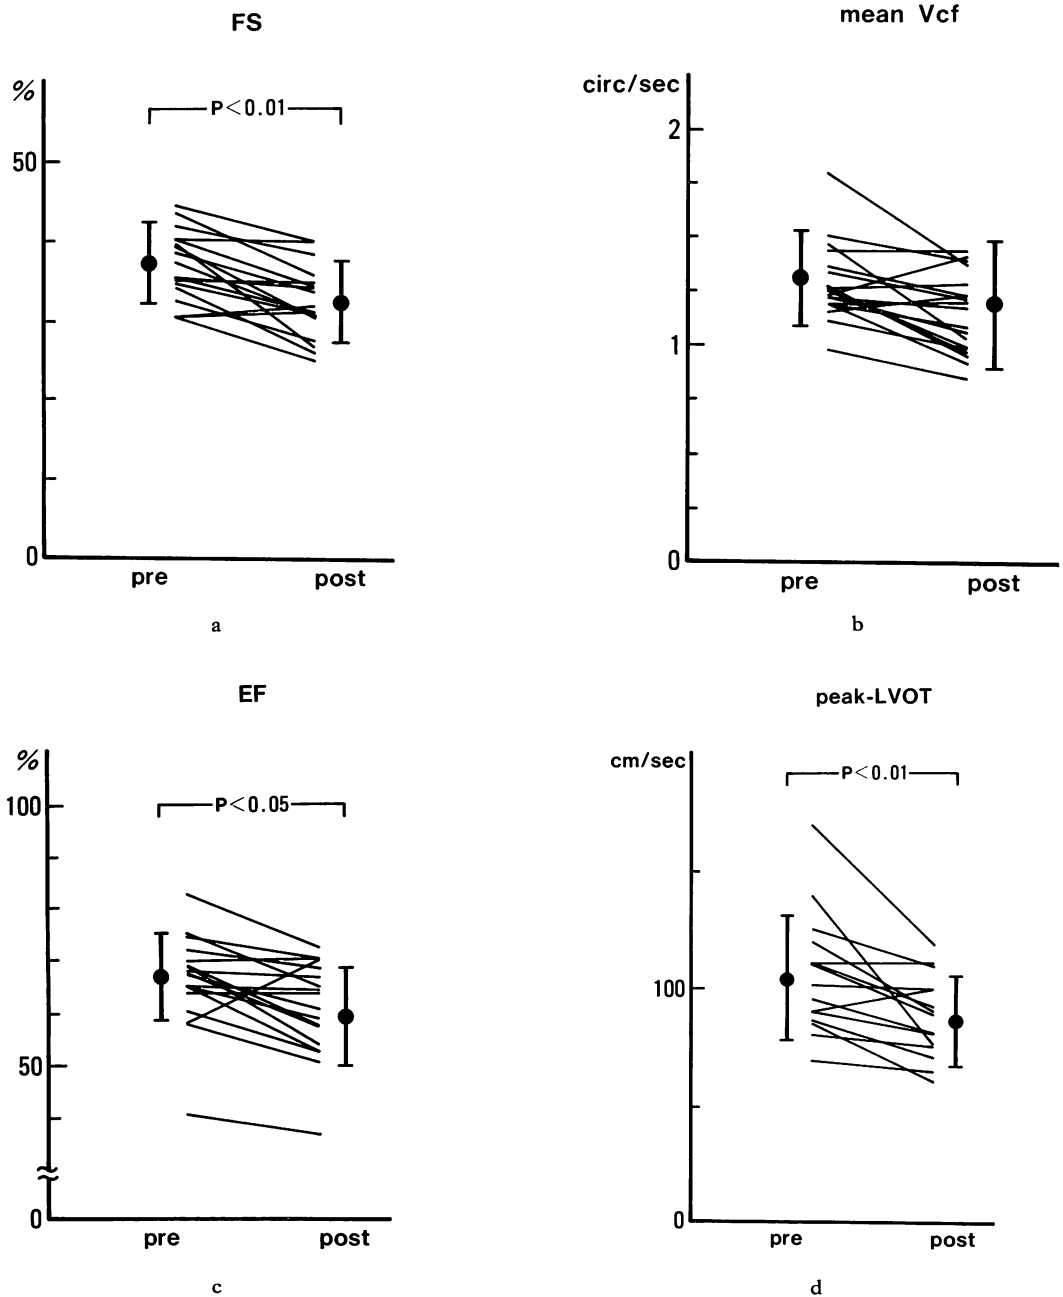 FS
%
P<0.01
50
0
pre post
a
mean Vcf
circ/sec
2
1
0
pre post
b
EF
%
100
P<0.05
50
0
pre post
c
peak-LVOT
cm/sec
P<0.01
100
0
pre post
d